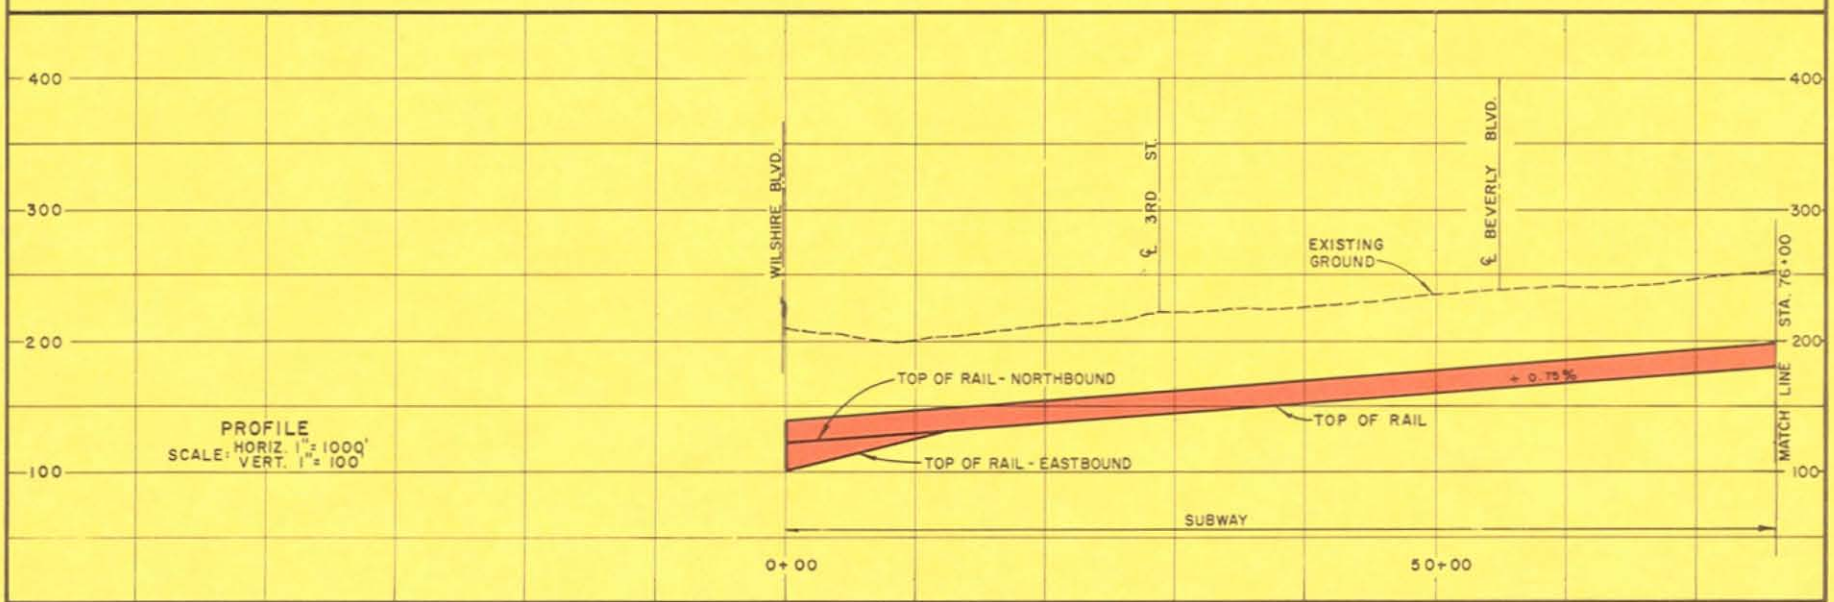 400
400
WILSHIRE BLVD.
℄ 3RD ST.
℄ BEVERLY BLVD.
300
300
EXISTING
GROUND
MATCH LINE STA. 76+00
200
200
TOP OF RAIL - NORTHBOUND
+ 0.75%
TOP OF RAIL
PROFILE
SCALE: HORIZ. 1"= 1000'
VERT. 1"= 100'
TOP OF RAIL - EASTBOUND
100
100
SUBWAY
0+00
50+00